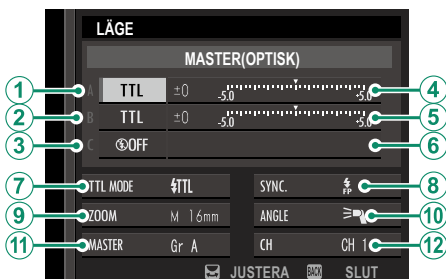 LÄGE
MASTER(OPTISK)
1 A TTL ±0 -5.0 +5.0 4
2 B TTL ±0 -5.0 +5.0 5
3 C OFF 6
7 TTL MODE TTL SYNC. FP 8
9 ZOOM M 16mm ANGLE 10
11 MASTER Gr A CH CH 1 12
JUSTERA BACK SLUT